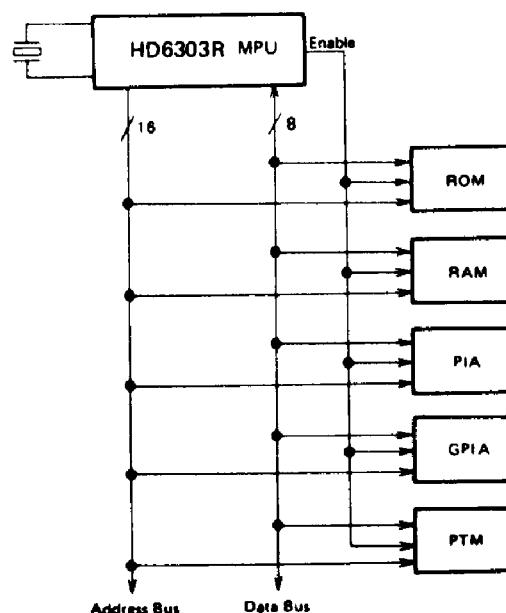 HD6303R MPU
Enable
16
8
ROM
RAM
PIA
GPIA
PTM
Address Bus
Data Bus